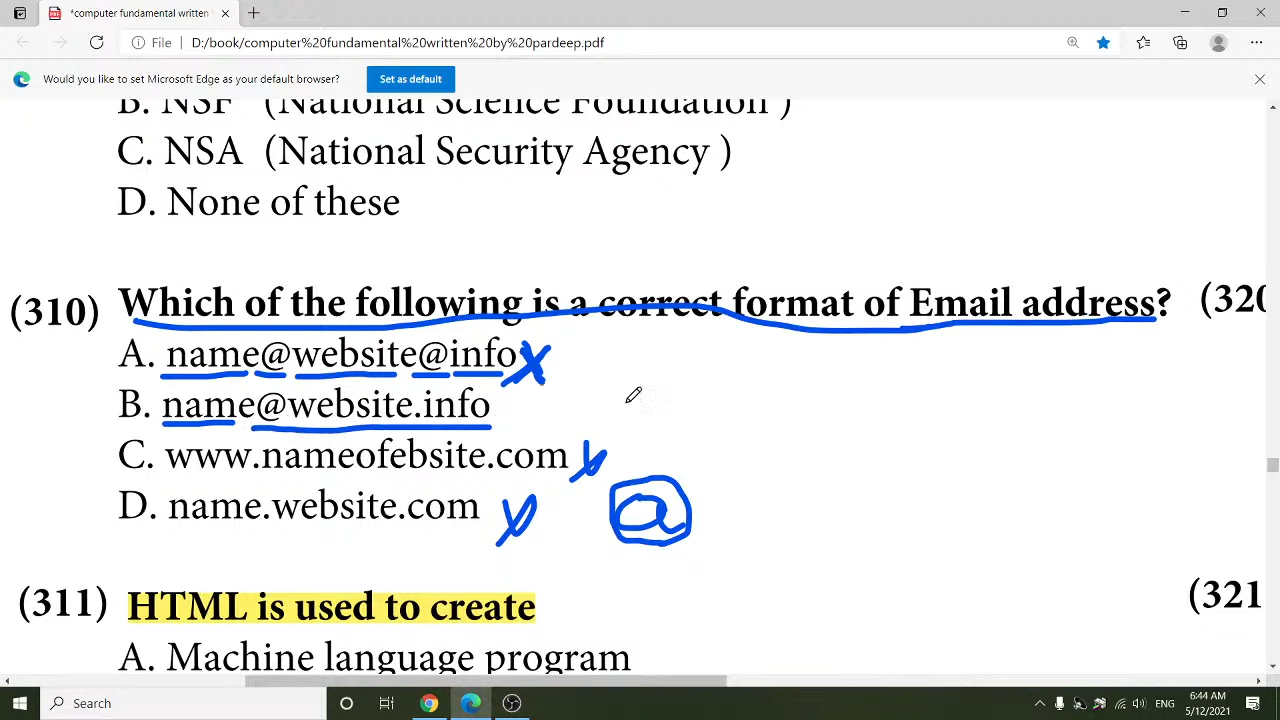 *computer fundamental written
File D:/book/computer%20fundamental%20written%20by%20pardeep.pdf
Would you like to set Microsoft Edge as your default browser? Set as default
B. NSF (National Science Foundation )
C. NSA (National Security Agency )
D. None of these
(310) Which of the following is a correct format of Email address? (320
A. name@website@info
B. name@website.info
C. www.nameofebsite.com
D. name.website.com
@
(311) HTML is used to create (321
A. Machine language program
Search
ENG
6:44 AM
5/12/2021